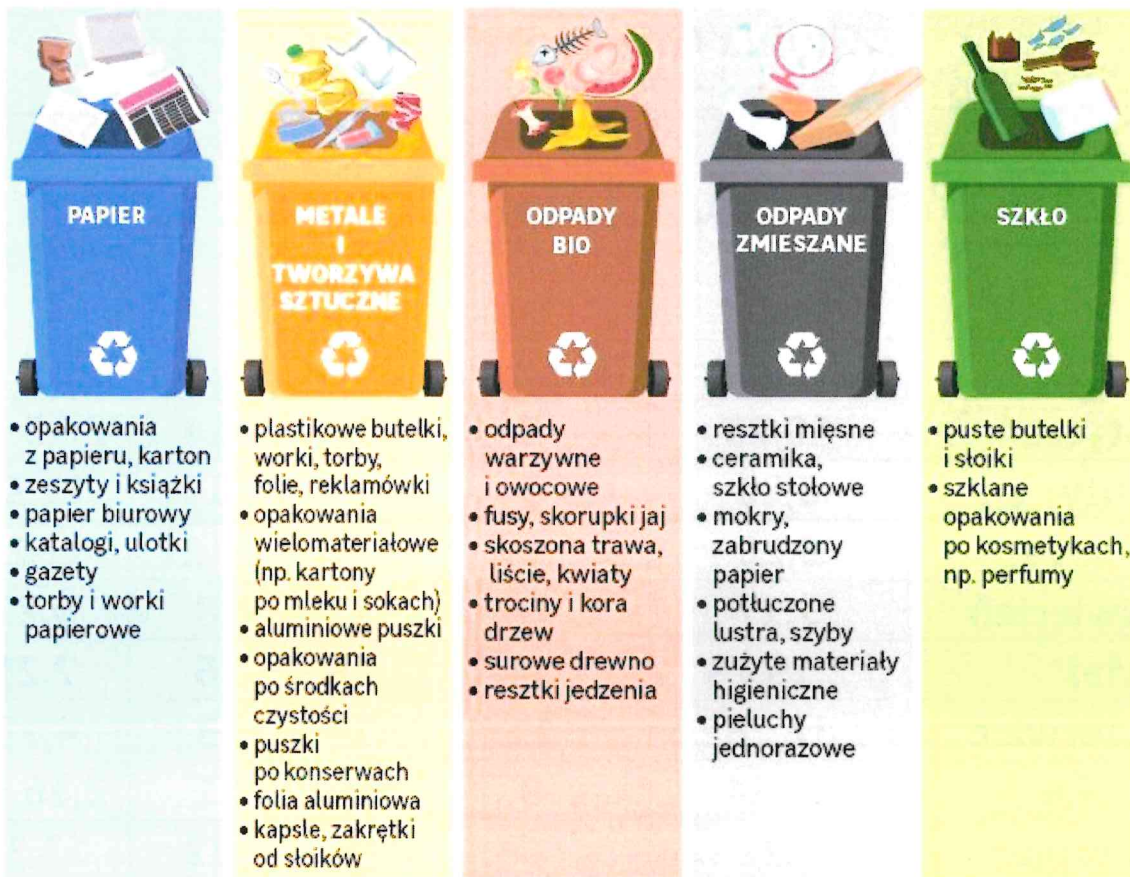 PAPIER
• opakowania
z papieru, karton
• zeszyty i książki
• papier biurowy
• katalogi, ulotki
• gazety
• torby i worki
papierowe
METALE
I
TWORZYWA
SZTUCZNE
• plastikowe butelki,
worki, torby,
folie, reklamówki
• opakowania
wielomateriałowe
(np. kartony
po mleku i sokach)
• aluminiowe puszki
• opakowania
po środkach
czystości
• puszki
po konserwach
• folia aluminiowa
• kapsle, zakrętki
od słoików
ODPADY
BIO
• odpady
warzywne
i owocowe
• fusy, skorupki jaj
• skoszona trawa,
liście, kwiaty
• trociny i kora
drzew
• surowe drewno
• resztki jedzenia
ODPADY
ZMIESZANE
• resztki mięsne
• ceramika,
szkło stołowe
• mokry,
zabrudzony
papier
• potłuczone
lustra, szyby
• zużyte materiały
higieniczne
• pieluchy
jednorazowe
SZKŁO
• puste butelki
i słoiki
• szklane
opakowania
po kosmetykach,
np. perfumy